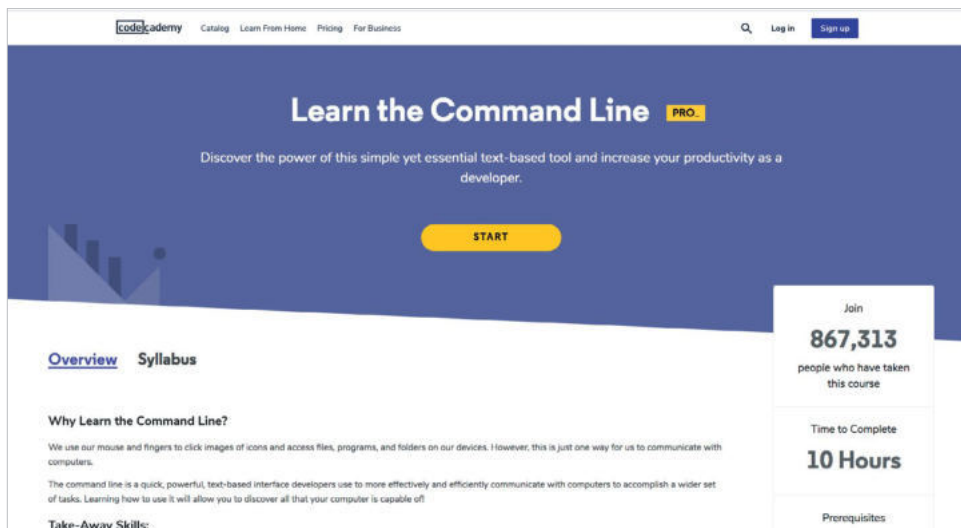 codecademy Catalog Learn From Home Pricing For Business Log in Sign up
Learn the Command Line PRO_
Discover the power of this simple yet essential text-based tool and increase your productivity as a
developer.
START
Join
867,313
people who have taken
this course
Time to Complete
10 Hours
Prerequisites
Overview Syllabus
Why Learn the Command Line?
We use our mouse and fingers to click images of icons and access files, programs, and folders on our devices. However, this is just one way for us to communicate with
computers.
The command line is a quick, powerful, text-based interface developers use to more effectively and efficiently communicate with computers to accomplish a wider set
of tasks. Learning how to use it will allow you to discover all that your computer is capable of!
Take-Away Skills: